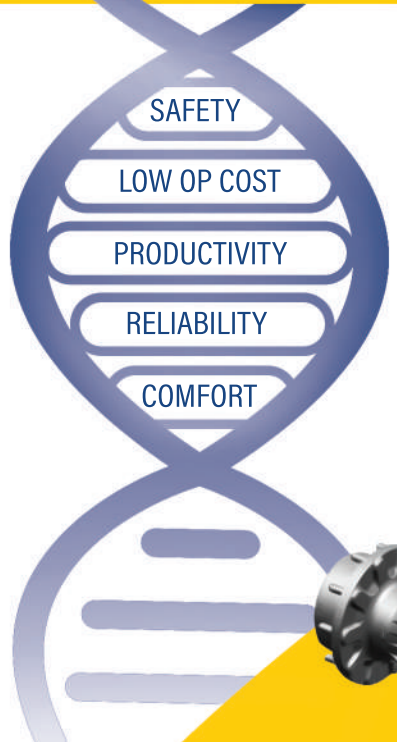 SAFETY
LOW OP COST
PRODUCTIVITY
RELIABILITY
COMFORT